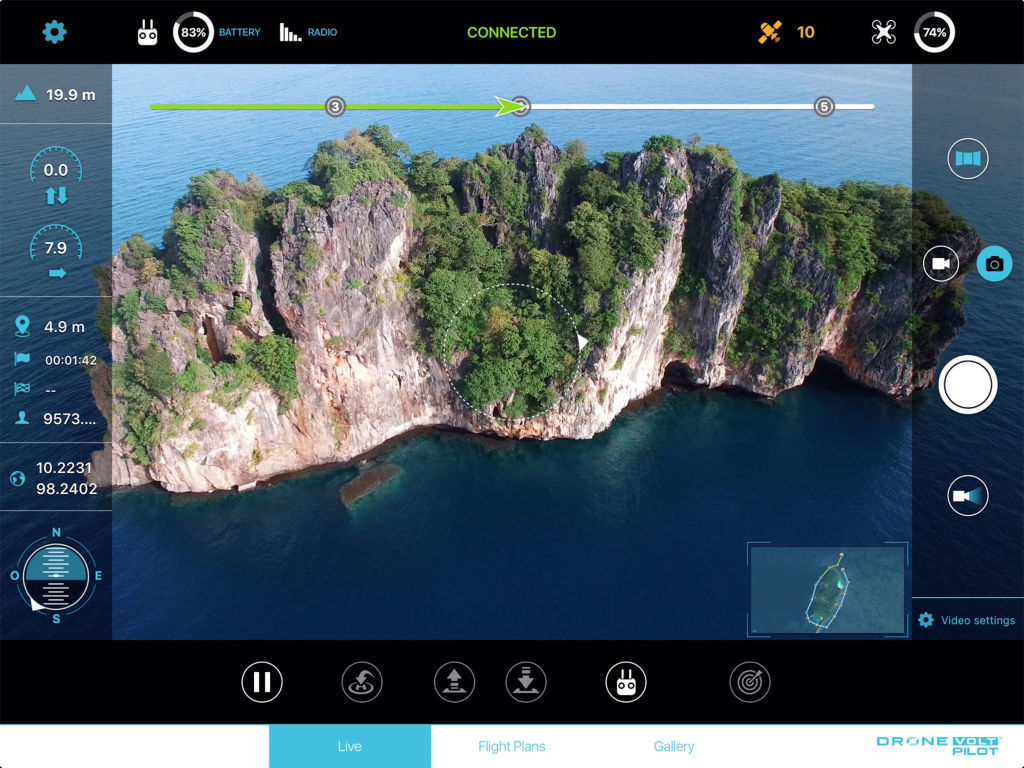 83%
BATTERY
RADIO
CONNECTED
10
74%
19.9 m
3
5
0.0
7.9
4.9 m
00:01:42
--
9573....
10.2231
98.2402
N
O
E
S
Video settings
Live
Flight Plans
Gallery
DRONE VOLT
PILOT